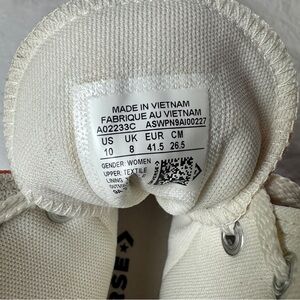 MADE IN VIETNAM
FABRIQUE AU VIETNAM
A02233C ASWPN9AI00227
US UK EUR CM
10 8 41.5 26.5
GENDER: WOMEN
UPPER: TEXTILE
RSE